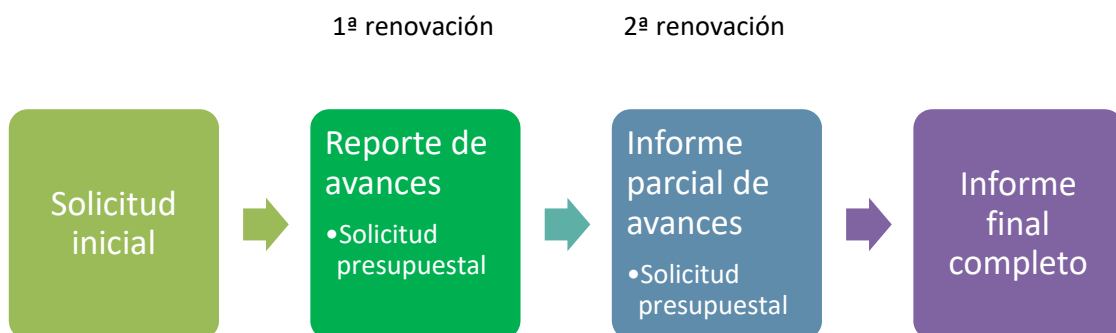 1ª renovación
2ª renovación
Solicitud
inicial
Reporte de
avances
•Solicitud
presupuestal
Informe
parcial de
avances
•Solicitud
presupuestal
Informe
final
completo